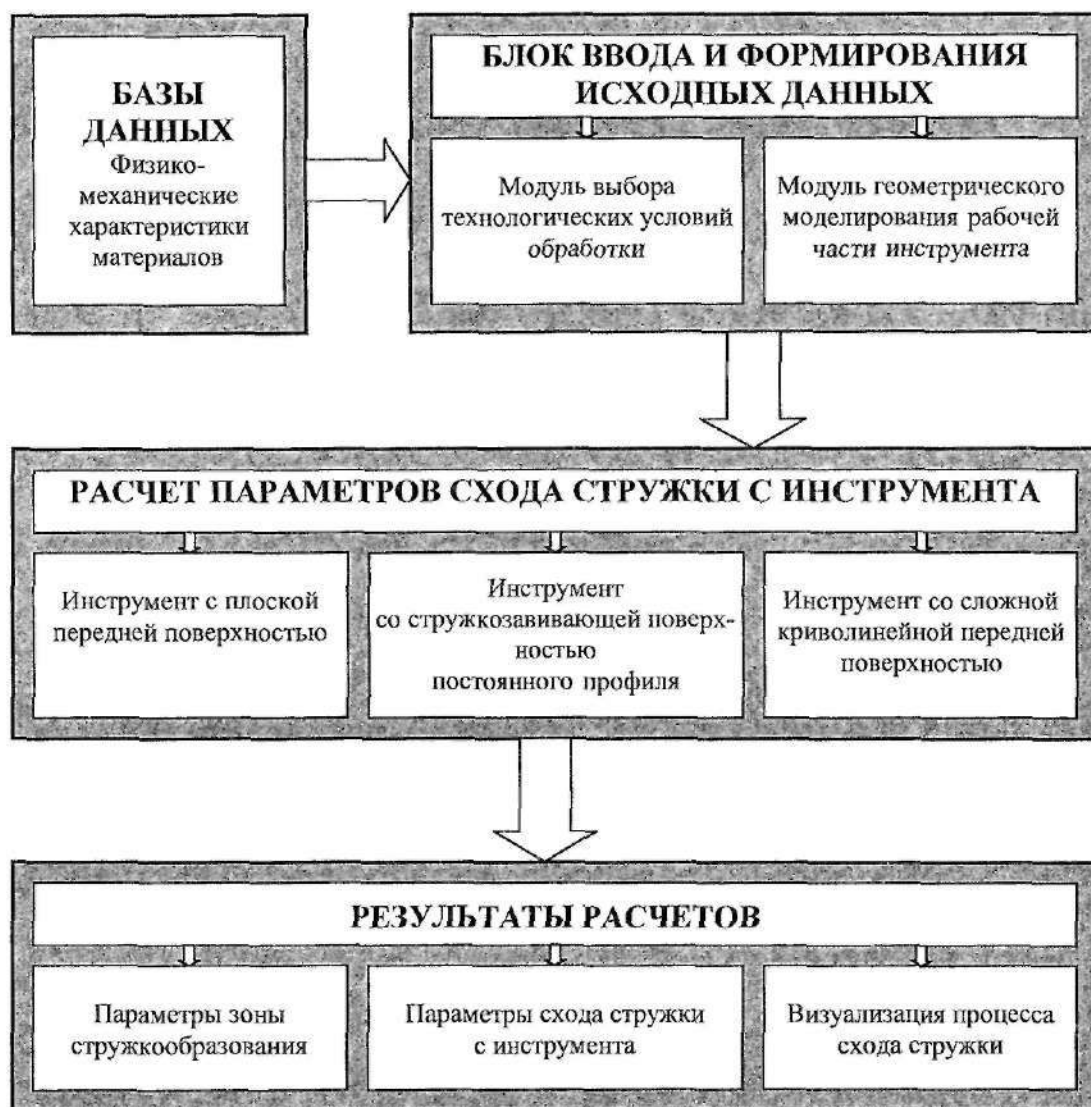 БАЗЫ
ДАННЫХ
Физико-
механические
характеристики
материалов
БЛОК ВВОДА И ФОРМИРОВАНИЯ
ИСХОДНЫХ ДАННЫХ
Модуль выбора
технологических условий
обработки
Модуль геометрического
моделирования рабочей
части инструмента
РАСЧЕТ ПАРАМЕТРОВ СХОДА СТРУЖКИ С ИНСТРУМЕНТА
Инструмент с плоской
передней поверхностью
Инструмент
со стружкозавивающей поверх-
ностью
постоянного профиля
Инструмент со сложной
криволинейной передней
поверхностью
РЕЗУЛЬТАТЫ РАСЧЕТОВ
Параметры зоны
стружкообразования
Параметры схода стружки
с инструмента
Визуализация процесса
схода стружки